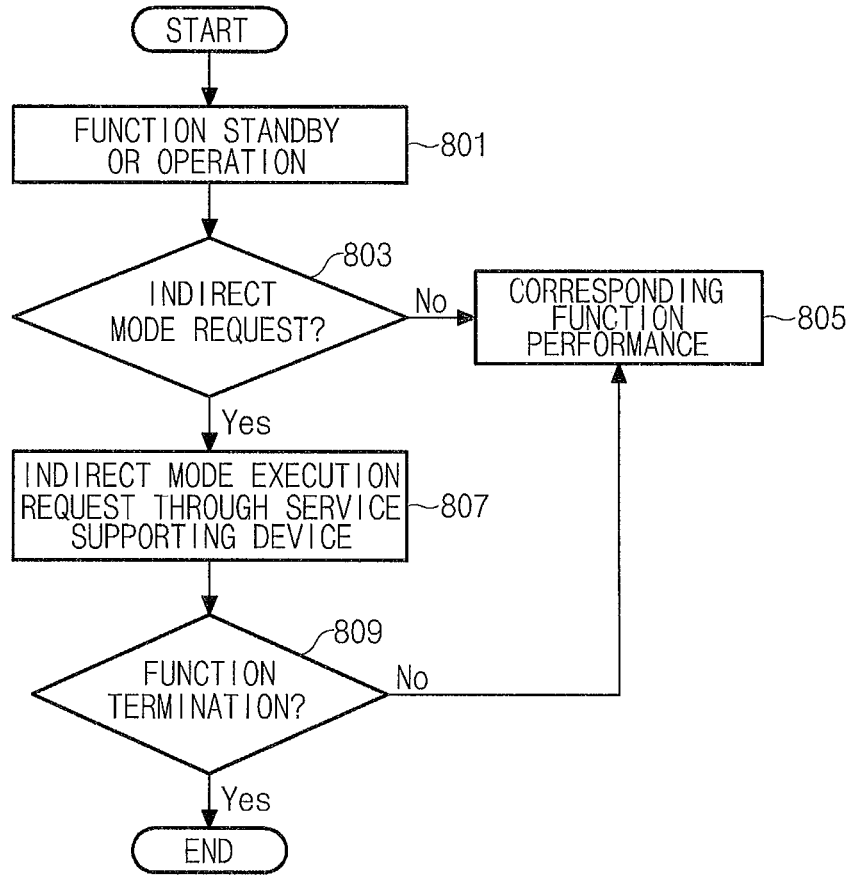 START
FUNCTION STANDBY
OR OPERATION
801
803
INDIRECT
MODE REQUEST?
No
CORRESPONDING
FUNCTION
PERFORMANCE
805
Yes
INDIRECT MODE EXECUTION
REQUEST THROUGH SERVICE
SUPPORTING DEVICE
807
809
FUNCTION
TERMINATION?
No
Yes
END